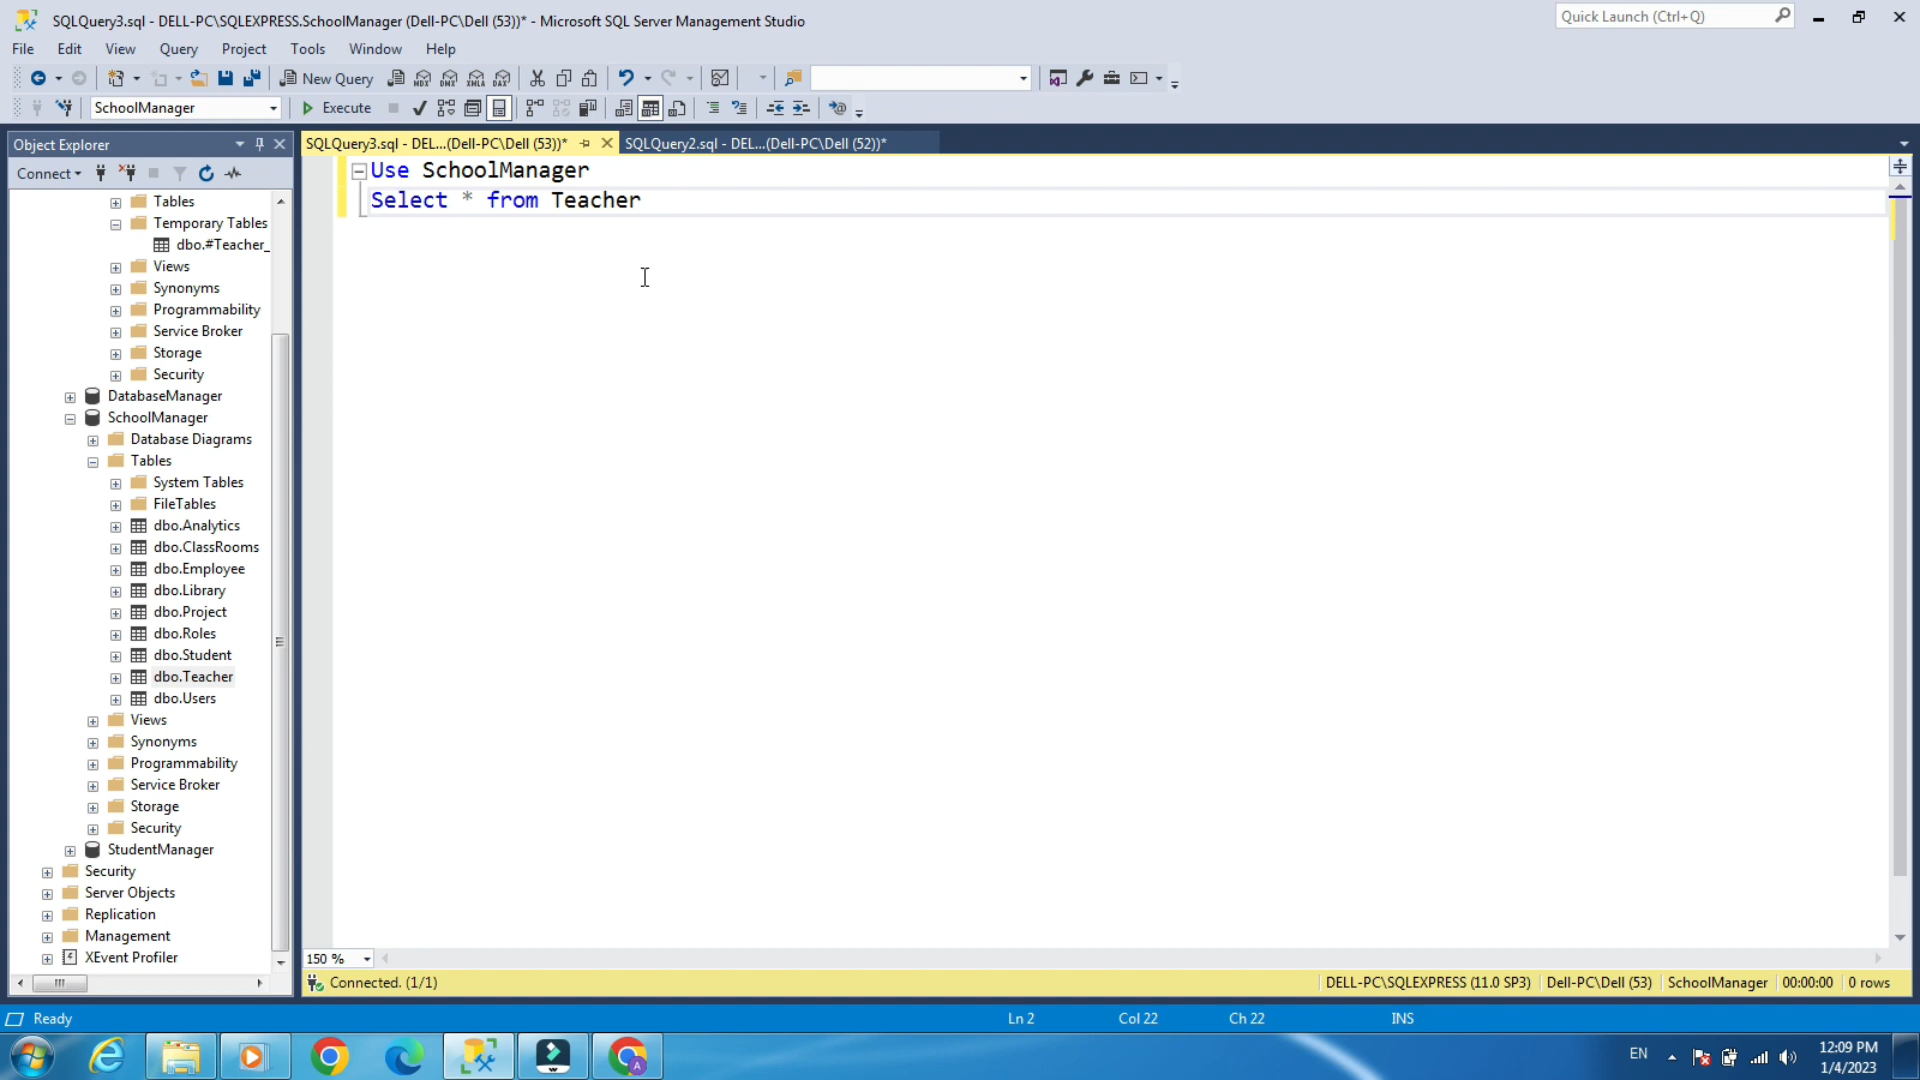 SQLQuery3.sql - DELL-PC\SQLEXPRESS.SchoolManager (Dell-PC\Dell (53))* - Microsoft SQL Server Management Studio
Quick Launch (Ctrl+Q)
File Edit View Query Project Tools Window Help
New Query MDX DMX XMLA DAX
SchoolManager Execute
Object Explorer
SQLQuery3.sql - DEL...(Dell-PC\Dell (53))* SQLQuery2.sql - DEL...(Dell-PC\Dell (52))*
Connect
Use SchoolManager
Select * from Teacher
Tables
Temporary Tables
dbo.#Teacher_
Views
Synonyms
Programmability
Service Broker
Storage
Security
DatabaseManager
SchoolManager
Database Diagrams
Tables
System Tables
FileTables
dbo.Analytics
dbo.ClassRooms
dbo.Employee
dbo.Library
dbo.Project
dbo.Roles
dbo.Student
dbo.Teacher
dbo.Users
Views
Synonyms
Programmability
Service Broker
Storage
Security
StudentManager
Security
Server Objects
Replication
Management
XEvent Profiler
150 %
Connected. (1/1) DELL-PC\SQLEXPRESS (11.0 SP3) Dell-PC\Dell (53) SchoolManager 00:00:00 0 rows
Ready Ln 2 Col 22 Ch 22 INS
EN
12:09 PM
1/4/2023